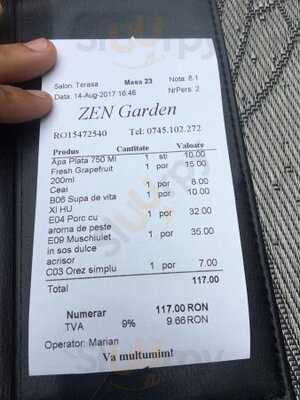 Salon: Terasa Masa 23 Nota: 8.1
Data: 14-Aug-2017 16:46 NrPers: 2
ZEN Garden
RO15472540 Tel: 0745.102.272
Produs Cantitate Valoare
Apa Plata 750 Ml 1 sti 10.00
Fresh Grapefruit 1 por 15.00
200ml
Ceai 1 por 8.00
B06 Supa de vita 1 por 10.00
XI HU
E04 Porc cu 1 por 32.00
aroma de peste
E09 Muschiulet 1 por 35.00
in sos dulce
acrisor
C03 Orez simplu 1 por 7.00
Total 117.00
Numerar 117.00 RON
TVA 9% 9.66 RON
Operator: Marian
Va multumim!